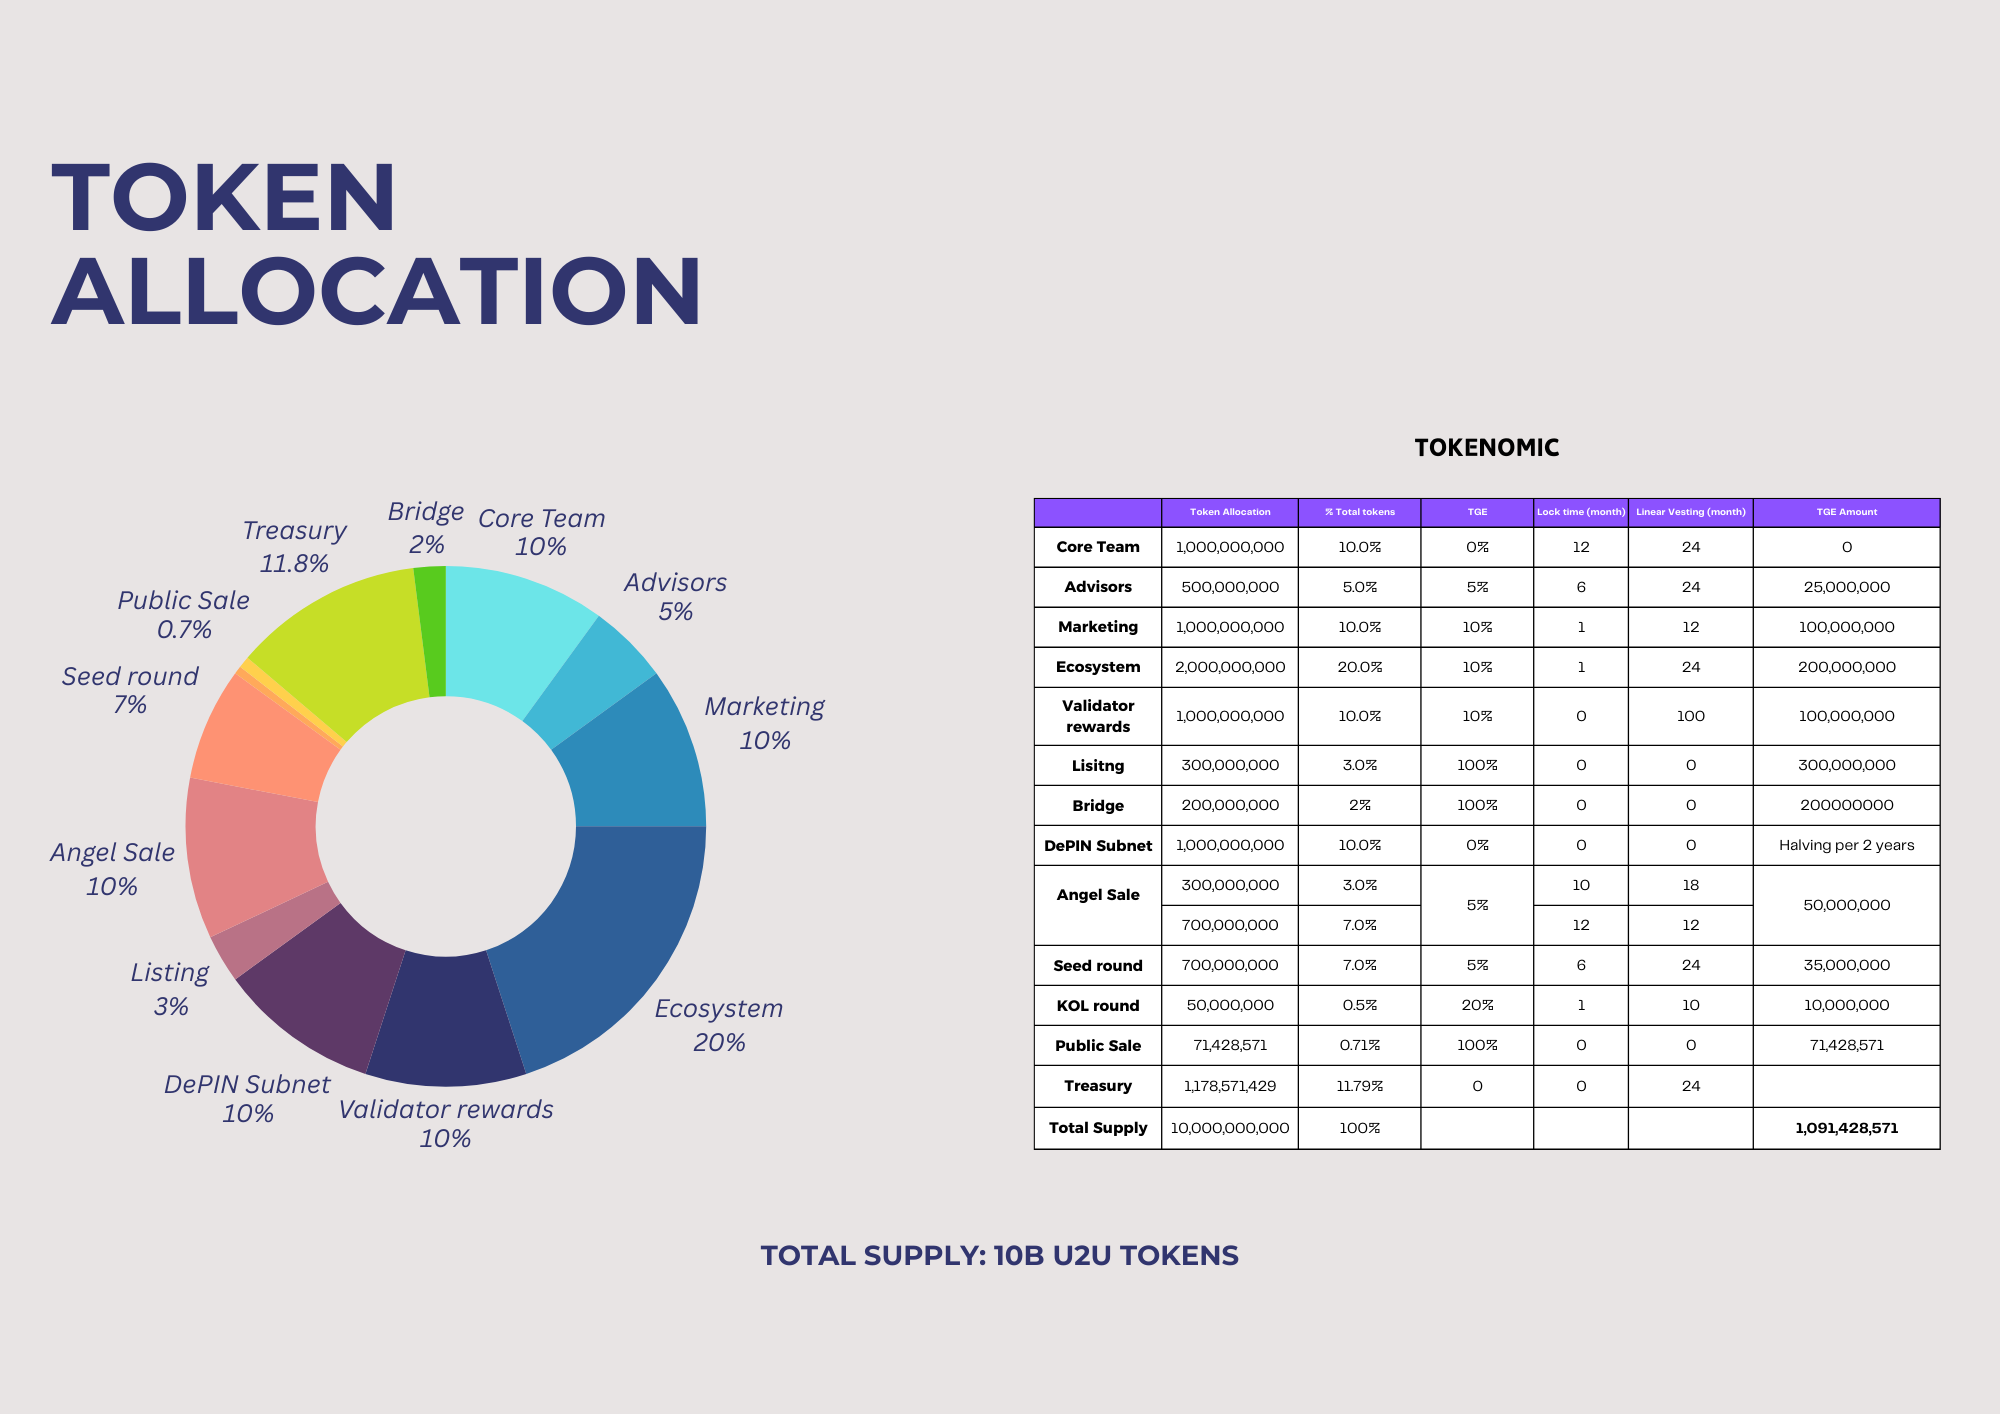 TOKEN
ALLOCATION
Bridge
2%
Core Team
10%
Treasury
11.8%
Advisors
5%
Public Sale
0.7%
Seed round
7%
Marketing
10%
Angel Sale
10%
Listing
3%
Ecosystem
20%
DePIN Subnet
10%
Validator rewards
10%
TOKENOMIC
Token Allocation % Total tokens TGE Lock time (month) Linear Vesting (month) TGE Amount
Core Team 1,000,000,000 10.0% 0% 12 24 0
Advisors 500,000,000 5.0% 5% 6 24 25,000,000
Marketing 1,000,000,000 10.0% 10% 1 12 100,000,000
Ecosystem 2,000,000,000 20.0% 10% 1 24 200,000,000
Validator
rewards 1,000,000,000 10.0% 10% 0 100 100,000,000
Lisitng 300,000,000 3.0% 100% 0 0 300,000,000
Bridge 200,000,000 2% 100% 0 0 200000000
DePIN Subnet 1,000,000,000 10.0% 0% 0 0 Halving per 2 years
Angel Sale 300,000,000 3.0% 5% 10 18 50,000,000
700,000,000 7.0% 12 12
Seed round 700,000,000 7.0% 5% 6 24 35,000,000
KOL round 50,000,000 0.5% 20% 1 10 10,000,000
Public Sale 71,428,571 0.71% 100% 0 0 71,428,571
Treasury 1,178,571,429 11.79% 0 0 24
Total Supply 10,000,000,000 100% 1,091,428,571
TOTAL SUPPLY: 10B U2U TOKENS